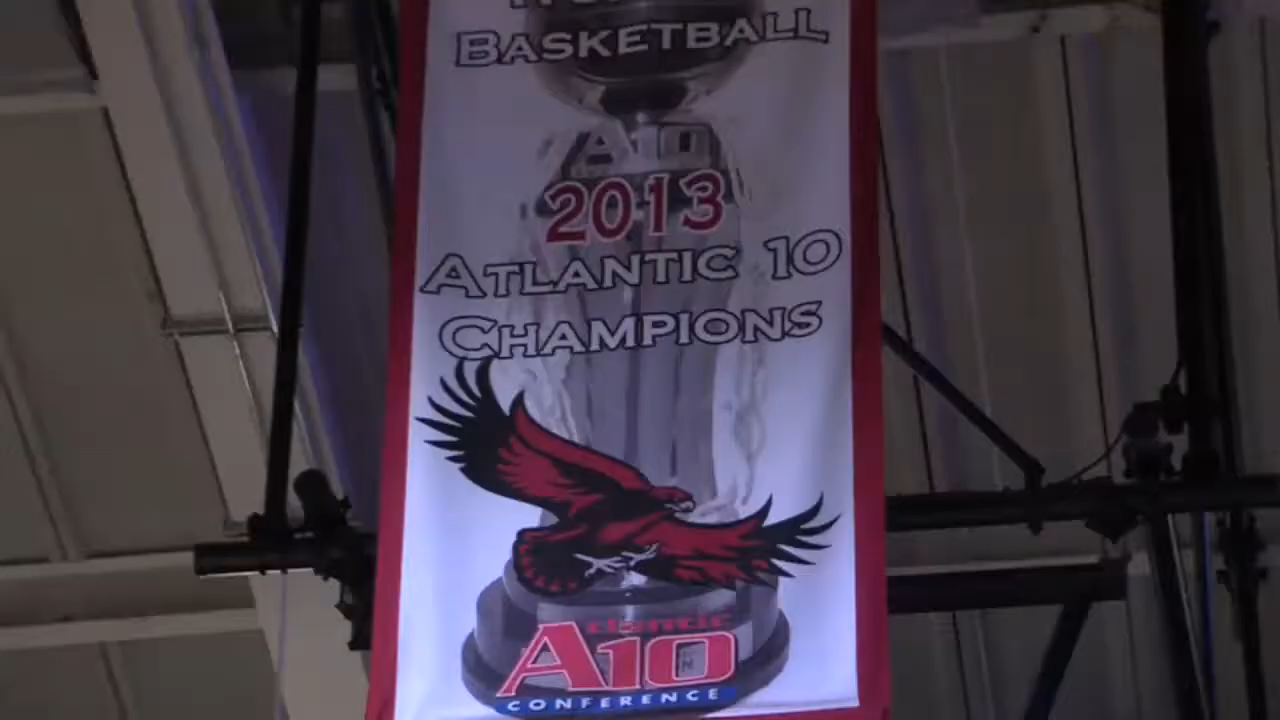 BASKETBALL
A10
2013
ATLANTIC 10
CHAMPIONS
Atlantic
A10
CONFERENCE